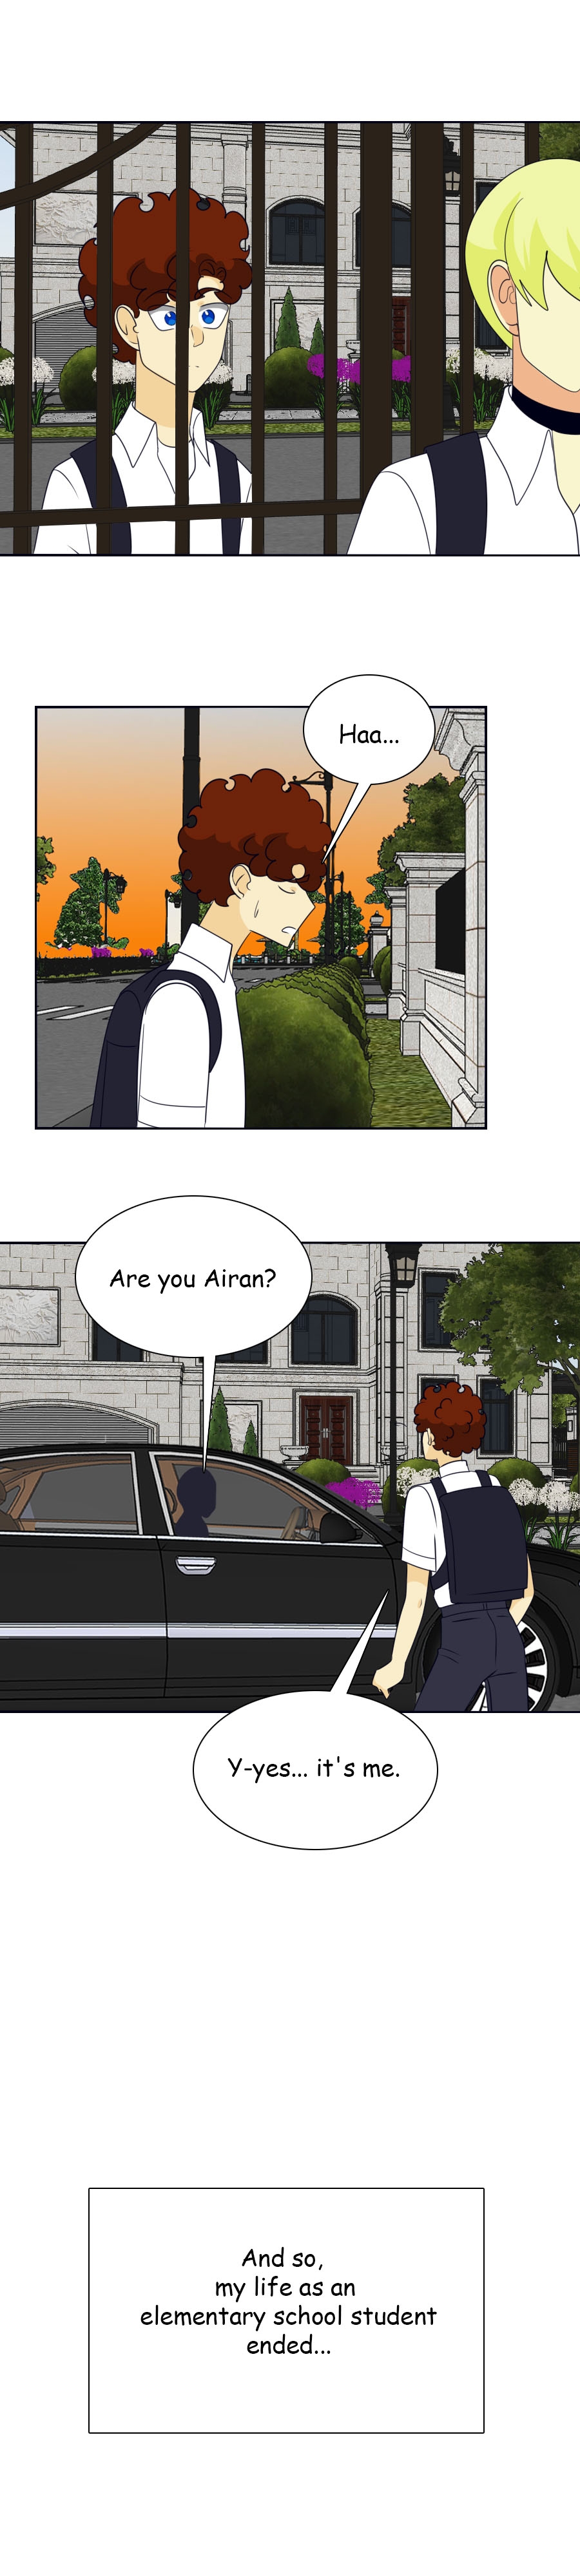 Haa...
Are you Airan?
Y-yes... it's me.
And so,
my life as an
elementary school student
ended...